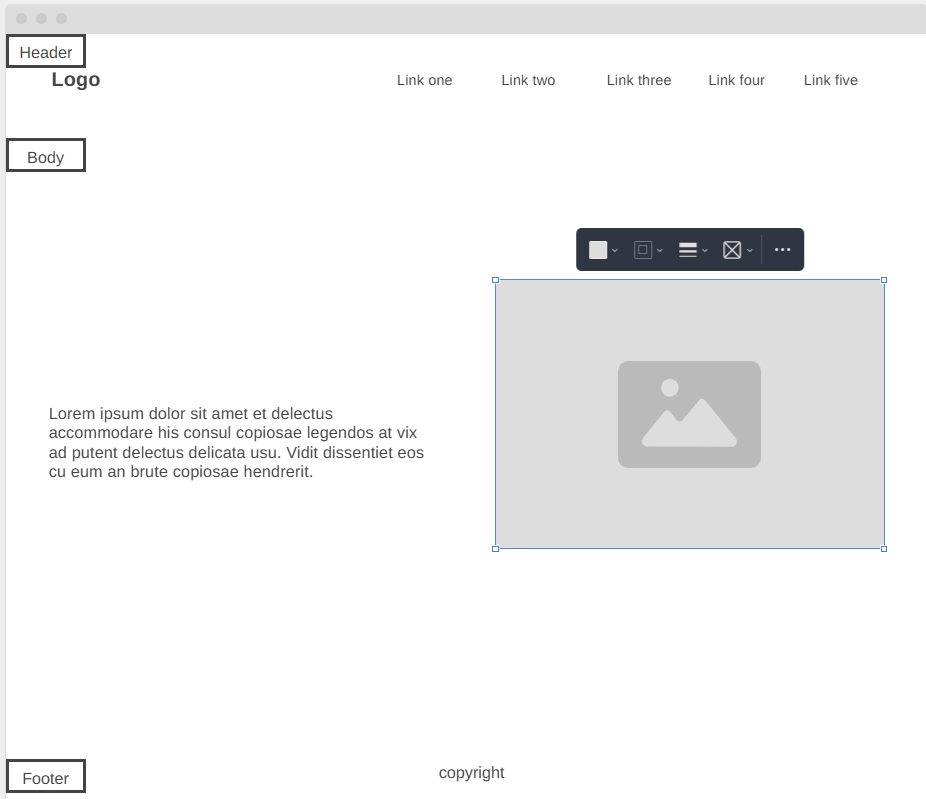 Header
Logo
Link one Link two Link three Link four Link five
Body
Lorem ipsum dolor sit amet et delectus
accommodare his consul copiosae legendos at vix
ad putent delectus delicata usu. Vidit dissentiet eos
cu eum an brute copiosae hendrerit.
copyright
Footer